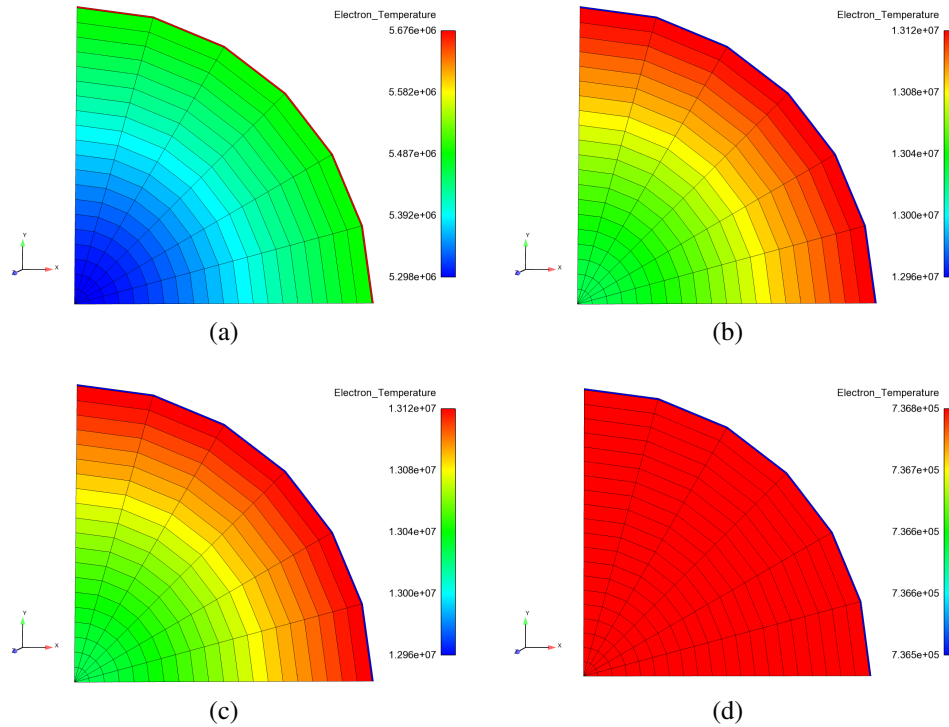 Electron_Temperature
5.676e+06
5.582e+06
5.487e+06
5.392e+06
5.298e+06
Y
Z X
(a)
Electron_Temperature
1.312e+07
1.308e+07
1.304e+07
1.300e+07
1.296e+07
Y
Z X
(b)
Electron_Temperature
1.312e+07
1.308e+07
1.304e+07
1.300e+07
1.296e+07
Y
Z X
(c)
Electron_Temperature
7.368e+05
7.367e+05
7.366e+05
7.366e+05
7.365e+05
Y
Z X
(d)